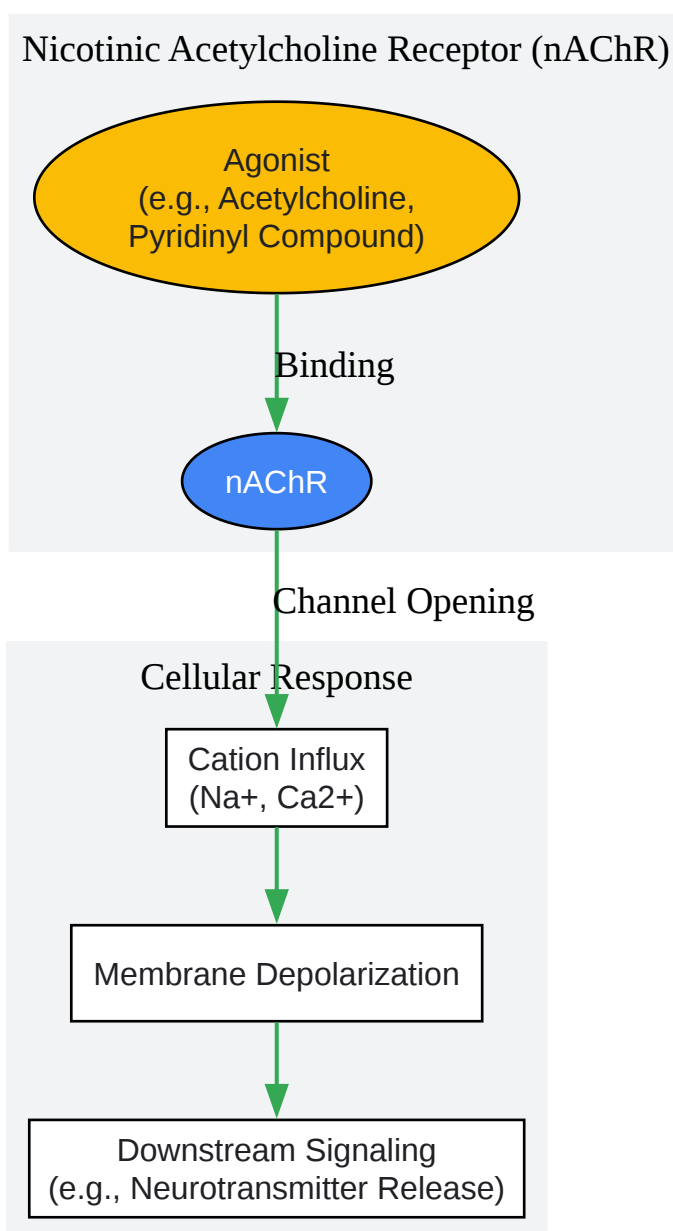 Nicotinic Acetylcholine Receptor (nAChR)
Agonist
(e.g., Acetylcholine,
Pyridinyl Compound)
Binding
nAChR
Channel Opening
Cellular Response
Cation Influx
(Na+, Ca2+)
Membrane Depolarization
Downstream Signaling
(e.g., Neurotransmitter Release)